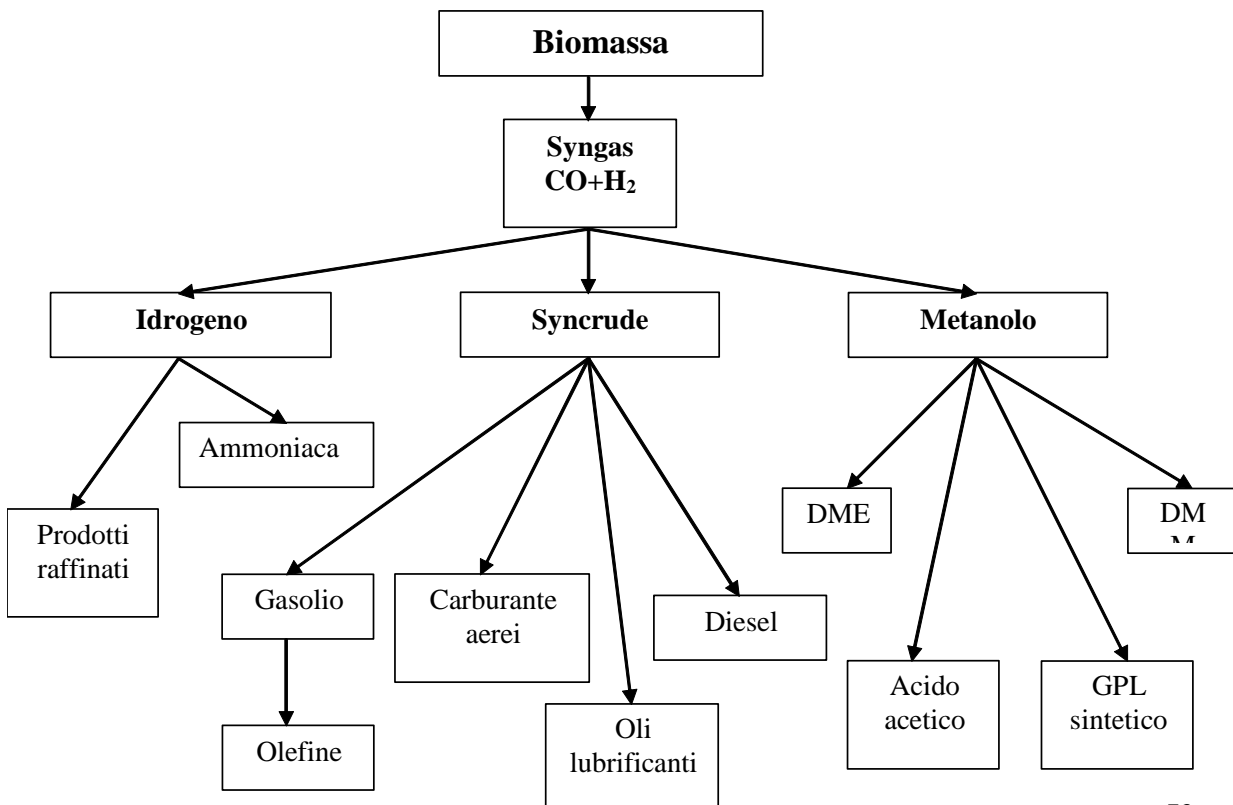 Biomassa
Syngas
CO+H₂
Idrogeno
Syncrude
Metanolo
Ammoniaca
DME
DM
Prodotti
raffinati
Gasolio
Carburante
aerei
Diesel
Acido
acetico
GPL
sintetico
Olefine
Oli
lubrificanti